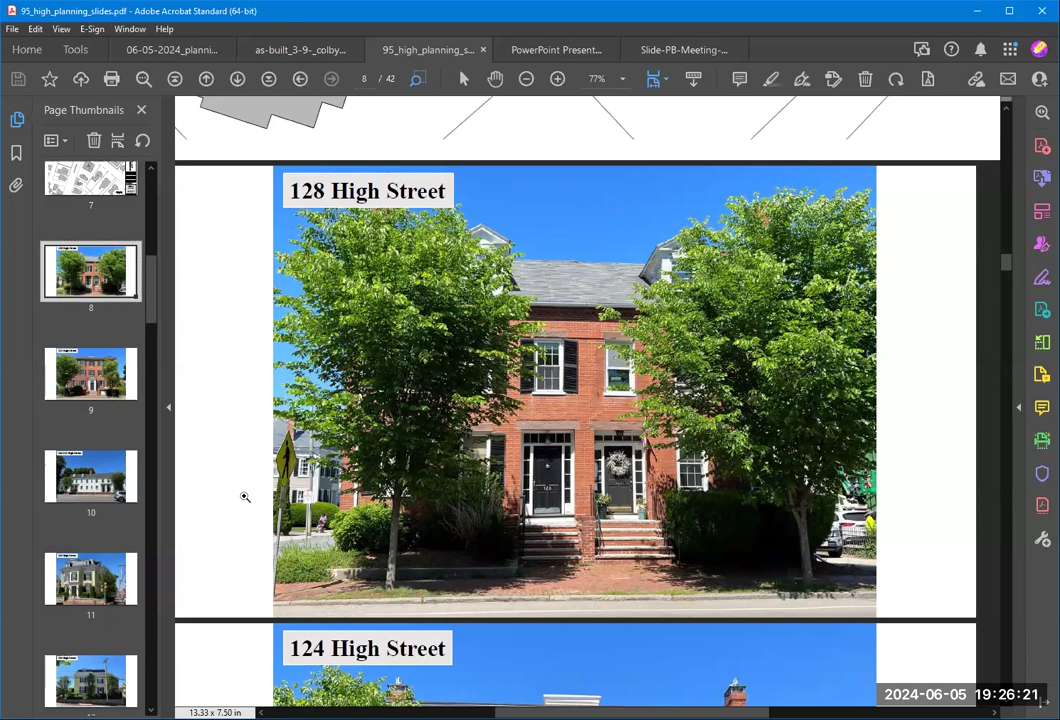 95_high_planning_slides.pdf - Adobe Acrobat Standard (64-bit)
File Edit View E-Sign Window Help
Home Tools 06-05-2024_planni... as-built_3-9-_colby... 95_high_planning_s... × PowerPoint Present... Slide-PB-Meeting-...
8 / 42 77%
Page Thumbnails
7
8
9
10
11
128 High Street
124 High Street
2024-06-05 19:26:21
13.33 x 7.50 in